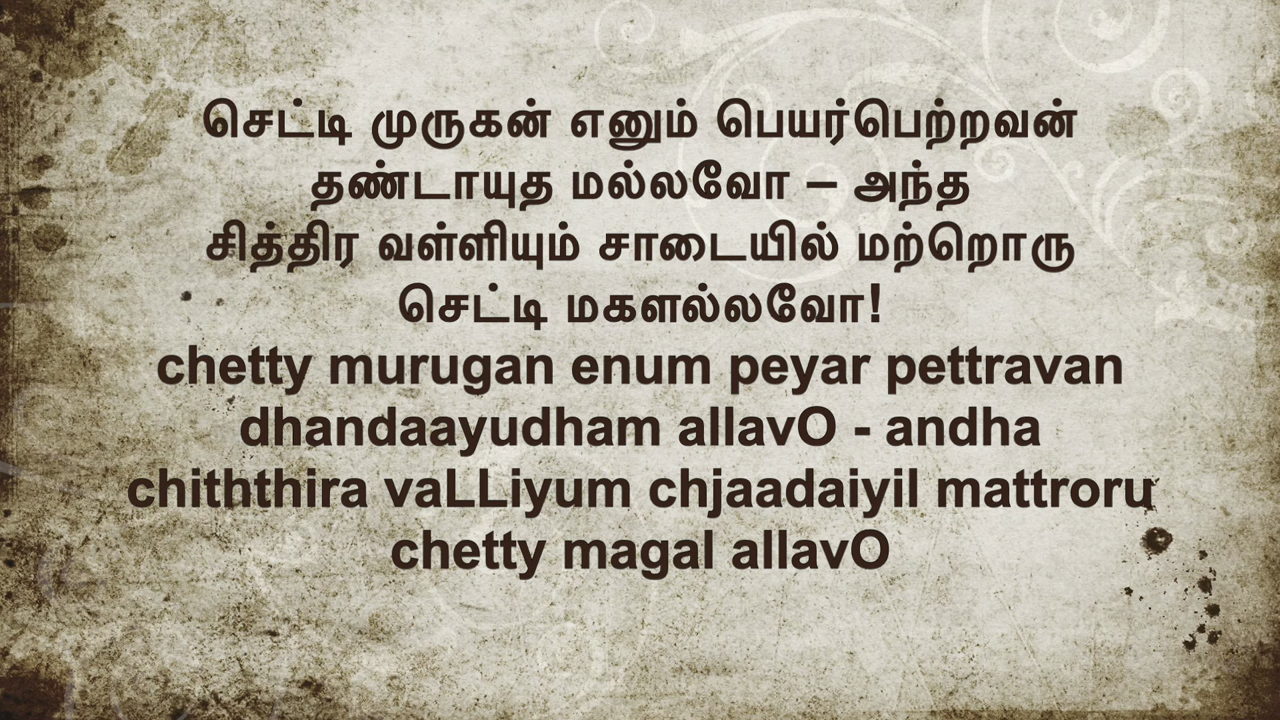 செட்டி முருகன் எனும் பெயர்பெற்றவன்
தண்டாயுத மல்லவோ – அந்த
சித்திர வள்ளியும் சாடையில் மற்றொரு
செட்டி மகளல்லவோ!
chetty murugan enum peyar pettravan
dhandaayudham allavO - andha
chiththira vaLLiyum chjaadaiyil mattroru
chetty magal allavO